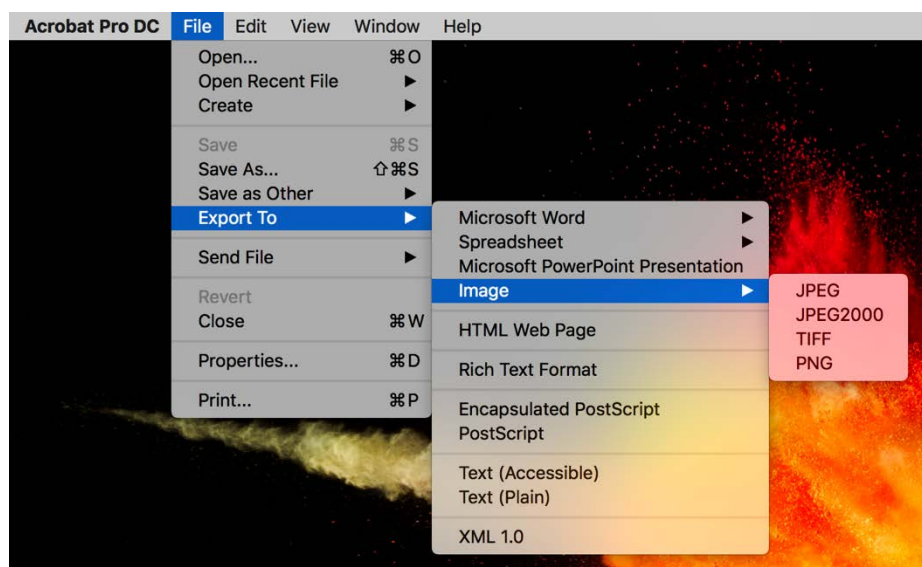 Acrobat Pro DC File Edit View Window Help
Open... ⌘O
Open Recent File ▶
Create ▶
Save ⌘S
Save As... ⇧⌘S
Save as Other ▶
Export To ▶
Send File ▶
Revert
Close ⌘W
Properties... ⌘D
Print... ⌘P
Microsoft Word ▶
Spreadsheet ▶
Microsoft PowerPoint Presentation
Image ▶
HTML Web Page
Rich Text Format
Encapsulated PostScript
PostScript
Text (Accessible)
Text (Plain)
XML 1.0
JPEG
JPEG2000
TIFF
PNG